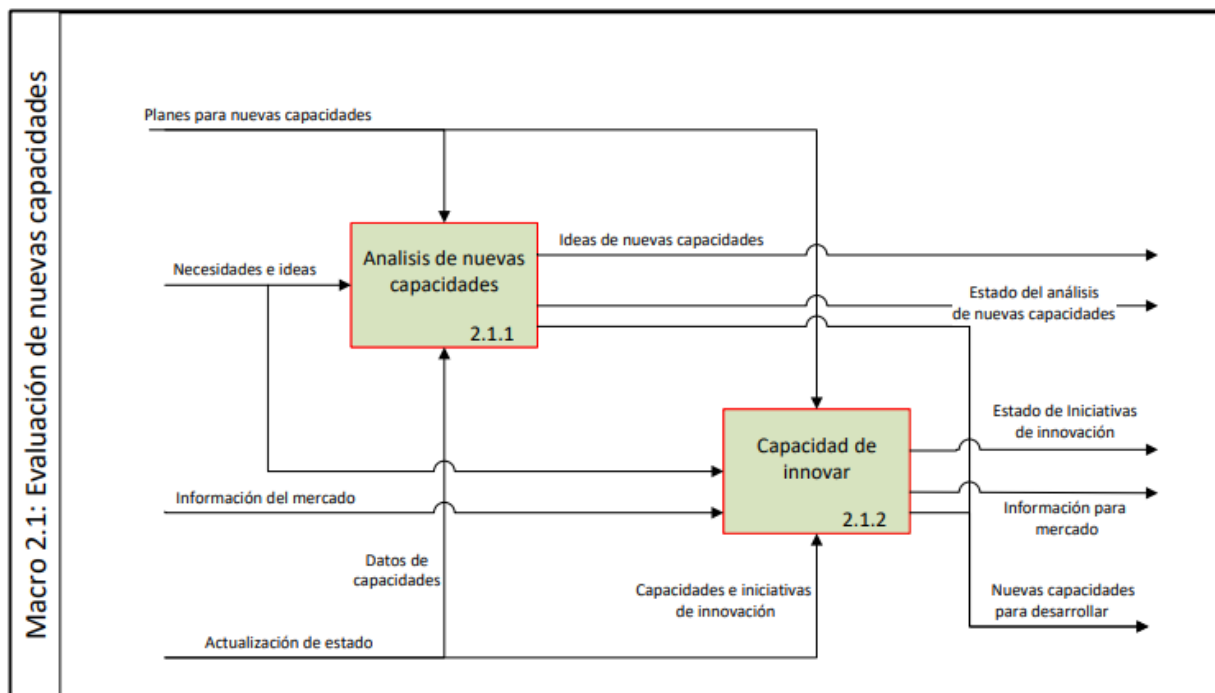 Macro 2.1: Evaluación de nuevas capacidades
Planes para nuevas capacidades
Necesidades e ideas
Analisis de nuevas
capacidades
2.1.1
Ideas de nuevas capacidades
Estado del análisis
de nuevas capacidades
Capacidad de
innovar
2.1.2
Estado de Iniciativas
de innovación
Información del mercado
Información para
mercado
Datos de
capacidades
Capacidades e iniciativas
de innovación
Nuevas capacidades
para desarrollar
Actualización de estado